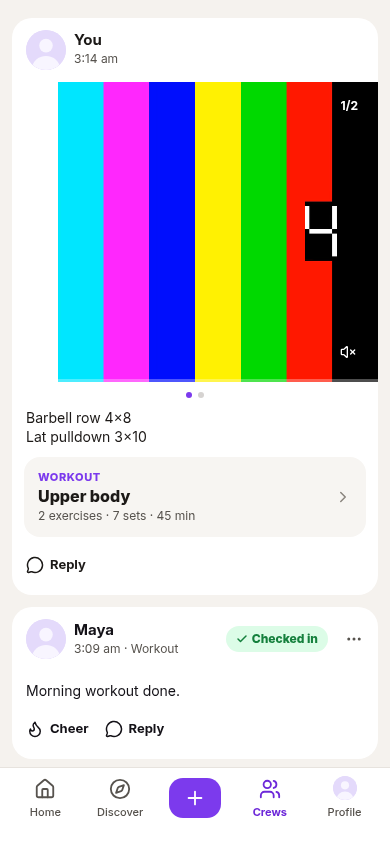 You
3:14 am
1/2
4
Barbell row 4×8
Lat pulldown 3×10
WORKOUT
Upper body
2 exercises · 7 sets · 45 min
Reply
Maya
3:09 am · Workout
Checked in
Morning workout done.
Cheer
Reply
Home
Discover
Crews
Profile